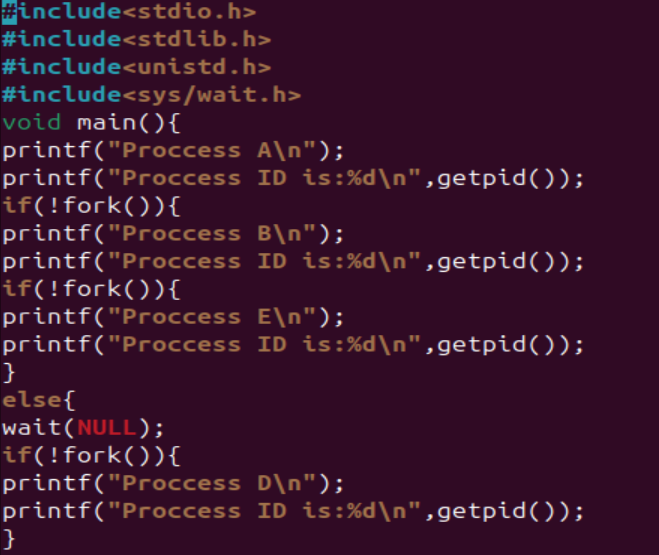 #include<stdio.h>
#include<stdlib.h>
#include<unistd.h>
#include<sys/wait.h>
void main(){
printf("Proccess A\n");
printf("Proccess ID is:%d\n",getpid());
if(!fork()){
printf("Proccess B\n");
printf("Proccess ID is:%d\n",getpid());
if(!fork()){
printf("Proccess E\n");
printf("Proccess ID is:%d\n",getpid());
}
else{
wait(NULL);
if(!fork()){
printf("Proccess D\n");
printf("Proccess ID is:%d\n",getpid());
}